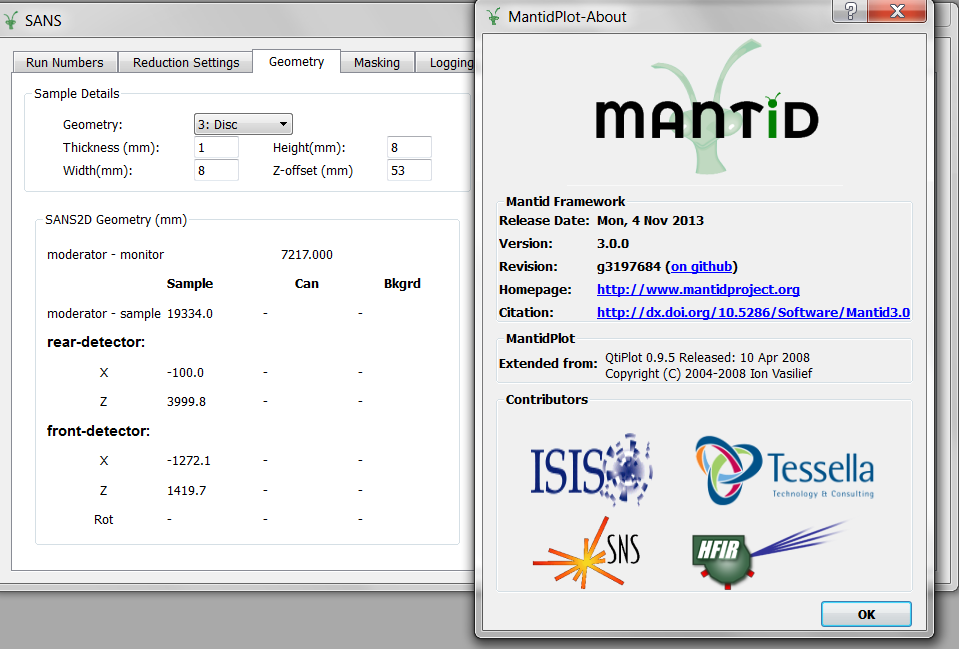 SANS
Run Numbers
Reduction Settings
Geometry
Masking
Logging
Sample Details
Geometry: 3: Disc
Thickness (mm): 1 Height(mm): 8
Width(mm): 8 Z-offset (mm) 53
SANS2D Geometry (mm)
moderator - monitor 7217.000
Sample Can Bkgrd
moderator - sample 19334.0 - -
rear-detector:
X -100.0 - -
Z 3999.8 - -
front-detector:
X -1272.1 - -
Z 1419.7 - -
Rot - - -
MantidPlot-About
MANTiD
Mantid Framework
Release Date: Mon, 4 Nov 2013
Version: 3.0.0
Revision: g3197684 (on github)
Homepage: http://www.mantidproject.org
Citation: http://dx.doi.org/10.5286/Software/Mantid3.0
MantidPlot
Extended from: QtiPlot 0.9.5 Released: 10 Apr 2008
Copyright (C) 2004-2008 Ion Vasilief
Contributors
ISIS
Tessella
Technology & Consulting
SNS
HFIR
OK